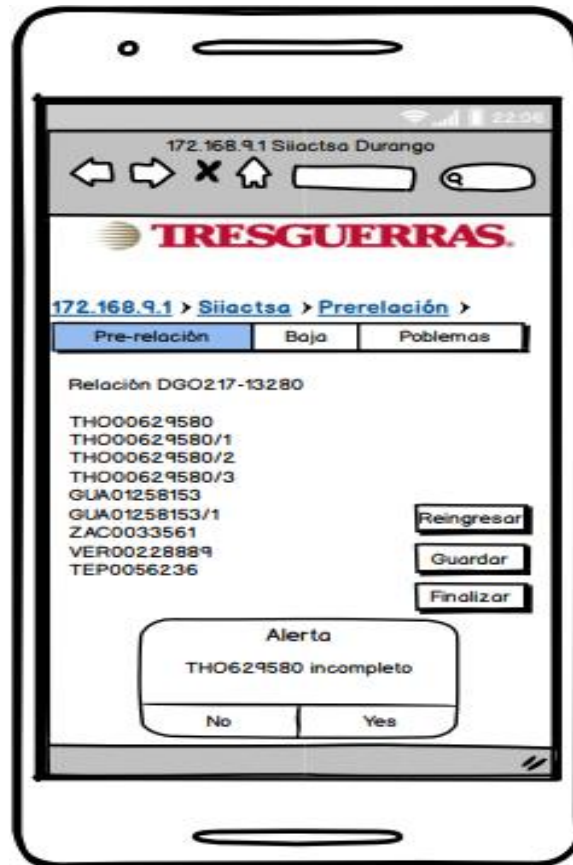 22:06
172.168.9.1 Siiactsa Durango
TRESGUERRAS.
172.168.9.1 > Siiactsa > Prerelación >
Pre-relación Baja Poblemas
Relación DGO217-13280
THO00629580
THO00629580/1
THO00629580/2
THO00629580/3
GUA01258153
GUA01258153/1
ZAC0033561
VER00228889
TEP0056236
Reingresar
Guardar
Finalizar
Alerta
THO629580 incompleto
No Yes